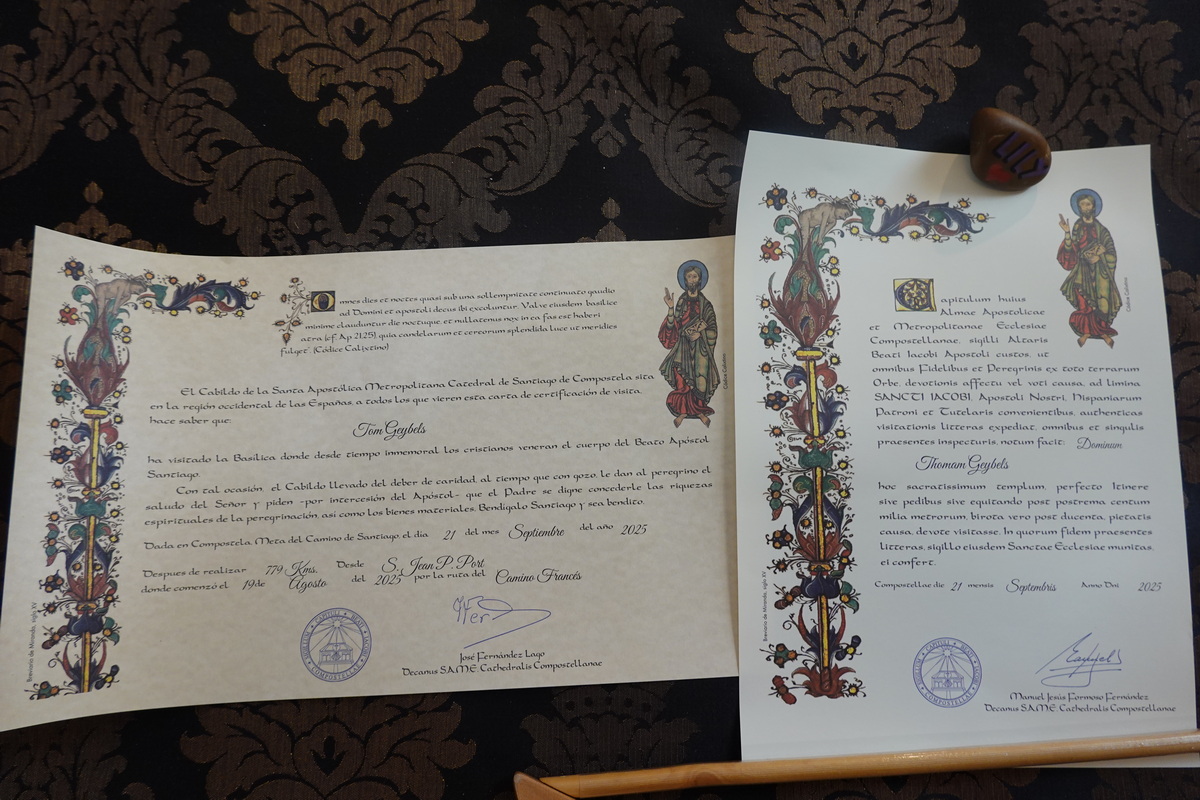 Omnes dies et noctes quasi sub una sollempnitate continuato gaudio
ad Domini et apostoli decus ibi excoluntur. Valve eiusdem basilice
minime clauduntur die noctuque, et nullatenus nox in ea fas est haberi
atra (cf. Ap 21,25), quia candelarum et cereorum splendida luce ut meridies
fulget". (Códice Calixtino)
El Cabildo de la Santa Apostólica Metropolitana Catedral de Santiago de Compostela sita
en la región occidental de las Españas, a todos los que vieren esta carta de certificación de visita,
hace saber que:
Tom Geybels
ha visitado la Basílica donde desde tiempo inmemorial los cristianos veneran el cuerpo del Beato Apóstol
Santiago.
Con tal ocasión, el Cabildo llevado del deber de caridad, al tiempo que con gozo le dan al peregrino el
saludo del Señor y piden -por intercesión del Apóstol- que el Padre se digne concederle las riquezas
espirituales de la peregrinación, así como los bienes materiales. Bendígalo Santiago y sea bendito.
Dada en Compostela, Meta del Camino de Santiago, el día 21 del mes Septiembre del año 2025
Despues de realizar 779 Kms. Desde S. Jean P. Port
donde comenzó el 19de Agosto del 2025 por la ruta del Camino Francés
José Fernández Lago
Decanus S.A.M.E. Cathedralis Compostellanae
Breviario de Miranda, siglo XV
Códice Calixtino
Capitulum huius
Almae Apostolicae
et Metropolitanae Ecclesiae
Compostellanae, sigilli Altaris
Beati Iacobi Apostoli custos, ut
omnibus Fidelibus et Peregrinis ex toto terrarum
Orbe, devotionis affectu vel voti causa, ad limina
SANCTI IACOBI, Apostoli Nostri, Hispaniarum
Patroni et Tutelaris convenientibus, authenticas
visitationis litteras expediat, omnibus et singulis
praesentes inspecturis, notum facit: Dominum
Thomam Geybels
hoc sacratissimum templum, perfecto Itinere
sive pedibus sive equitando post postrema centum
milia metrorum, birota vero post ducenta, pietatis
causa, devote visitasse. In quorum fidem praesentes
litteras, sigillo eiusdem Sanctae Ecclesiae munitas,
ei confert.
Compostellae die 21 mensis Septembris Anno Dni 2025
Manuel Jesús Formoso Fernández
Decanus S.A.M.E. Cathedralis Compostellanae
Breviario de Miranda, siglo XV
Códice Calixtino